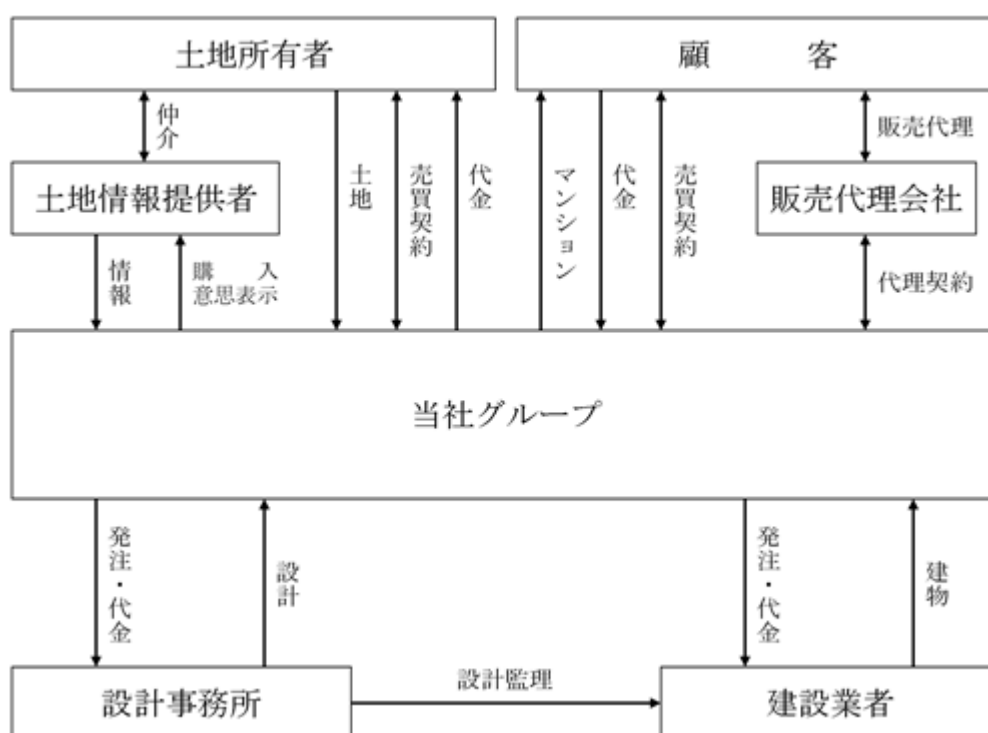 土地所有者
顧客
仲介
土地情報提供者
情報
購入
意思表示
土地
売買契約
代金
マンション
代金
売買契約
販売代理
販売代理会社
代理契約
当社グループ
発注・代金
設計
発注・代金
建物
設計事務所
設計監理
建設業者